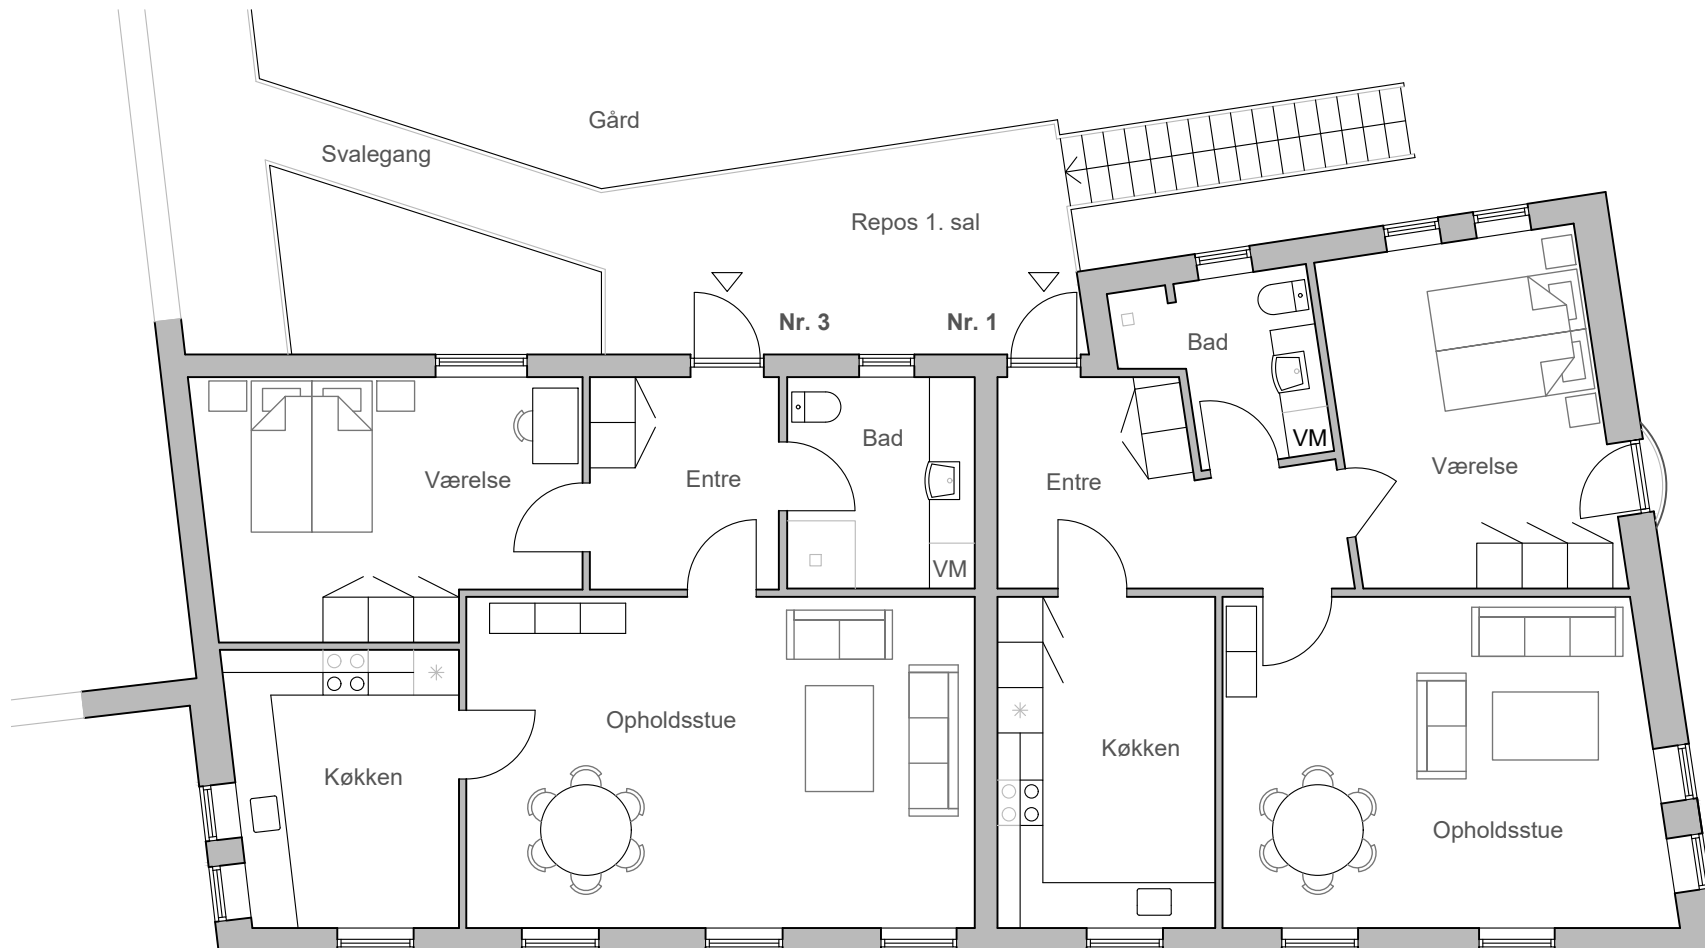 Gård
Svalegang
Repos 1. sal
Nr. 3
Nr. 1
Bad
Værelse
Entre
Bad
VM
Entre
VM
Værelse
Opholdsstue
Køkken
Køkken
Opholdsstue